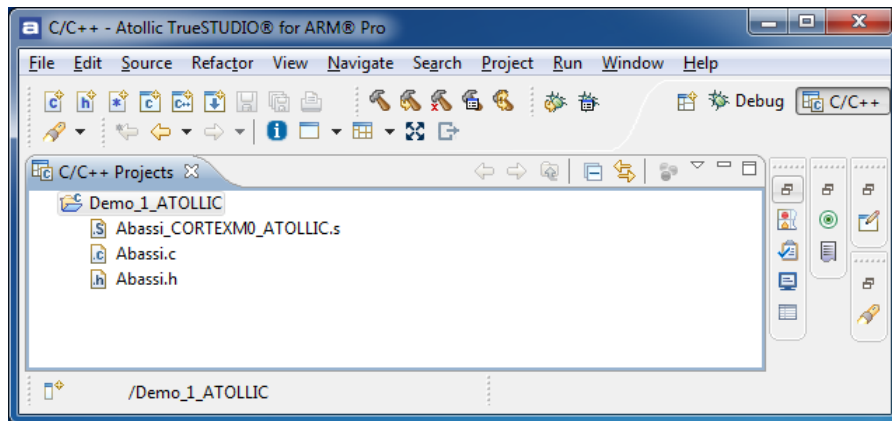 C/C++ - Atollic TrueSTUDIO® for ARM® Pro
File Edit Source Refactor View Navigate Search Project Run Window Help
Debug C/C++
C/C++ Projects
Demo_1_ATOLLIC
Abassi_CORTEXM0_ATOLLIC.s
Abassi.c
Abassi.h
/Demo_1_ATOLLIC